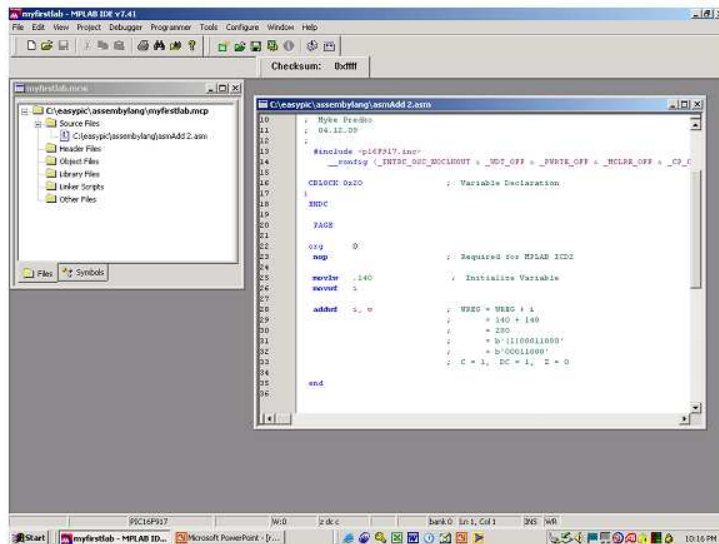 myfirstlab - MPLAB IDE v7.41
File Edit View Project Debugger Programmer Tools Configure Window Help
Checksum: 0xffff
myfirstlab.mcw
C:\easypic\assemblylang\myfirstlab.mcp
Source Files
C:\easypic\assemblylang\asmAdd 2.asm
Header Files
Object Files
Library Files
Linker Scripts
Other Files
Files Symbols
C:\easypic\assemblylang\asmAdd 2.asm
10 ; Myke Predko
11 ; 04.12.09
12 ;
13 #include <p16F917.inc>
14 __config (_INTRC_OSC_NOCLKOUT & _WDT_OFF & _PWRTE_OFF & _MCLRE_OFF & _CP_O
15
16 CBLOCK 0x20 ; Variable Declaration
17 i
18 ENDC
19
20 PAGE
21
22 org 0
23 nop ; Required for MPLAB ICD2
24
25 movlw .140 ; Initialize Variable
26 movwf i
27
28 addwf i, w ; WREG = WREG + i
29 ; = 140 + 140
30 ; = 280
31 ; = b'(1)00011000'
32 ; = b'00011000'
33 ; C = 1, DC = 1, Z = 0
34
35 end
36
PIC16F917 W:0 z dc c bank 0 Ln 1, Col 1 INS WR
Start myfirstlab - MPLAB ID... Microsoft PowerPoint - [r... 10:16 PM